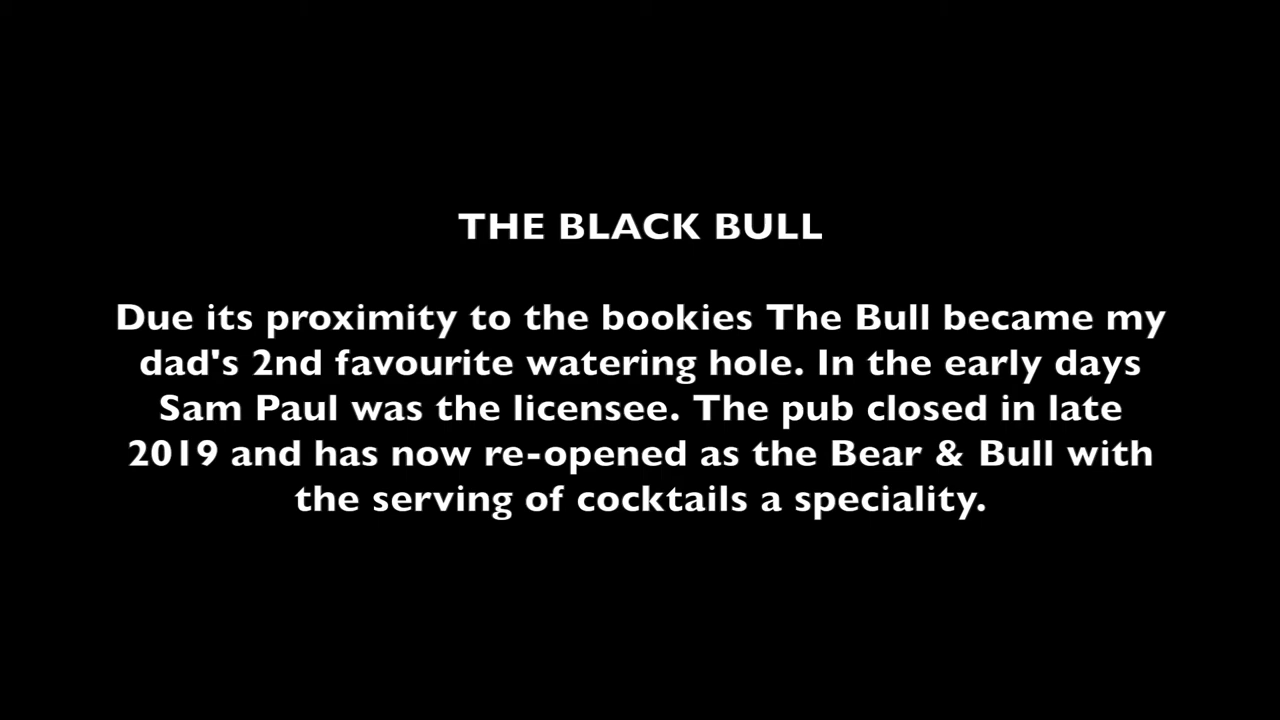 THE BLACK BULL
Due its proximity to the bookies The Bull became my
dad's 2nd favourite watering hole. In the early days
Sam Paul was the licensee. The pub closed in late
2019 and has now re-opened as the Bear & Bull with
the serving of cocktails a speciality.